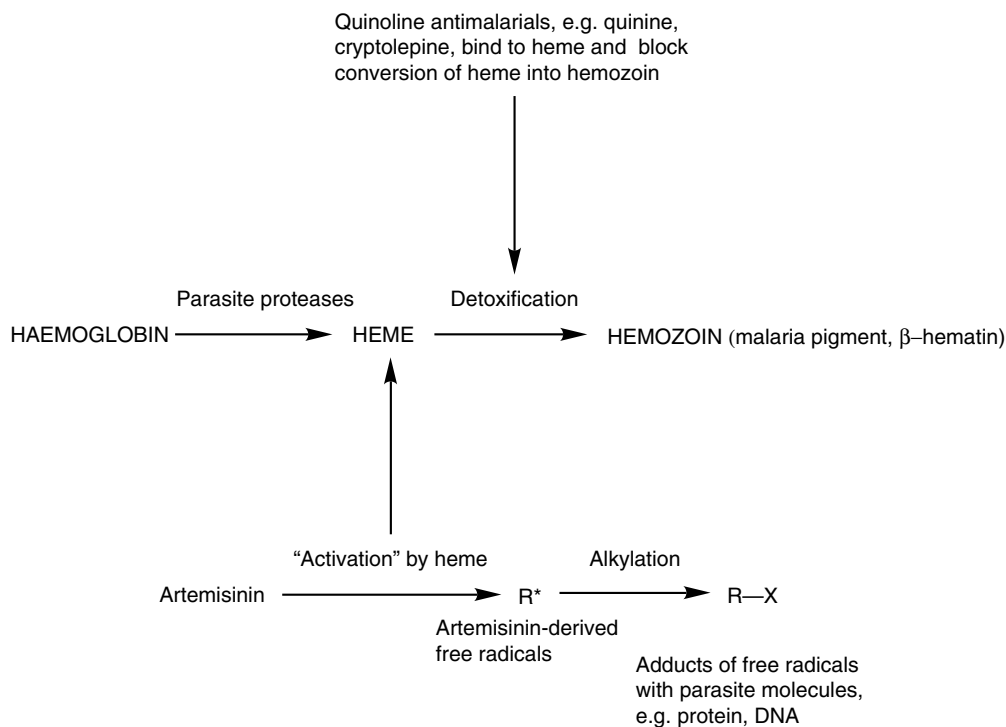 Quinoline antimalarials, e.g. quinine,
cryptolepine, bind to heme and block
conversion of heme into hemozoin
Parasite proteases
Detoxification
HAEMOGLOBIN
HEME
HEMOZOIN (malaria pigment, β–hematin)
“Activation” by heme
Alkylation
Artemisinin
R*
R—X
Artemisinin-derived
free radicals
Adducts of free radicals
with parasite molecules,
e.g. protein, DNA